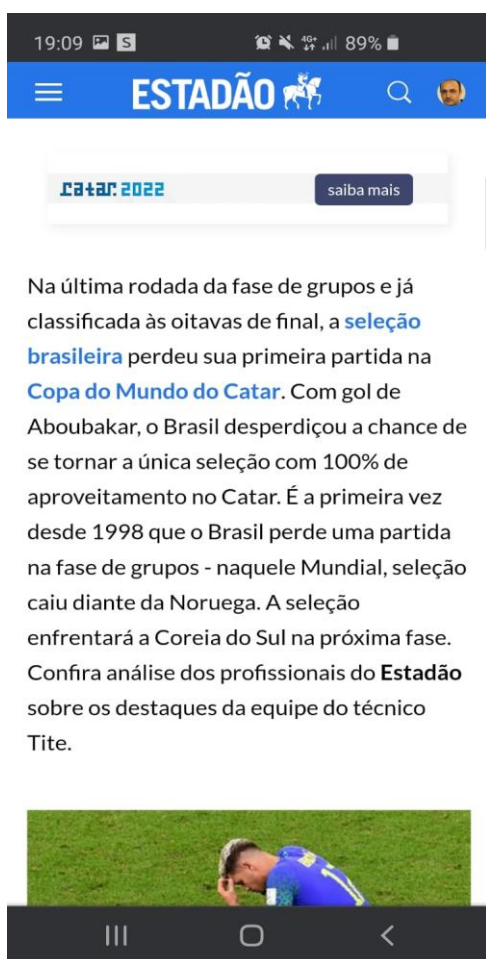 19:09 S 4G+ 89%
ESTADÃO
catar 2022 saiba mais
Na última rodada da fase de grupos e já
classificada às oitavas de final, a seleção
brasileira perdeu sua primeira partida na
Copa do Mundo do Catar. Com gol de
Aboubakar, o Brasil desperdiçou a chance de
se tornar a única seleção com 100% de
aproveitamento no Catar. É a primeira vez
desde 1998 que o Brasil perde uma partida
na fase de grupos - naquele Mundial, seleção
caiu diante da Noruega. A seleção
enfrentará a Coreia do Sul na próxima fase.
Confira análise dos profissionais do Estadão
sobre os destaques da equipe do técnico
Tite.